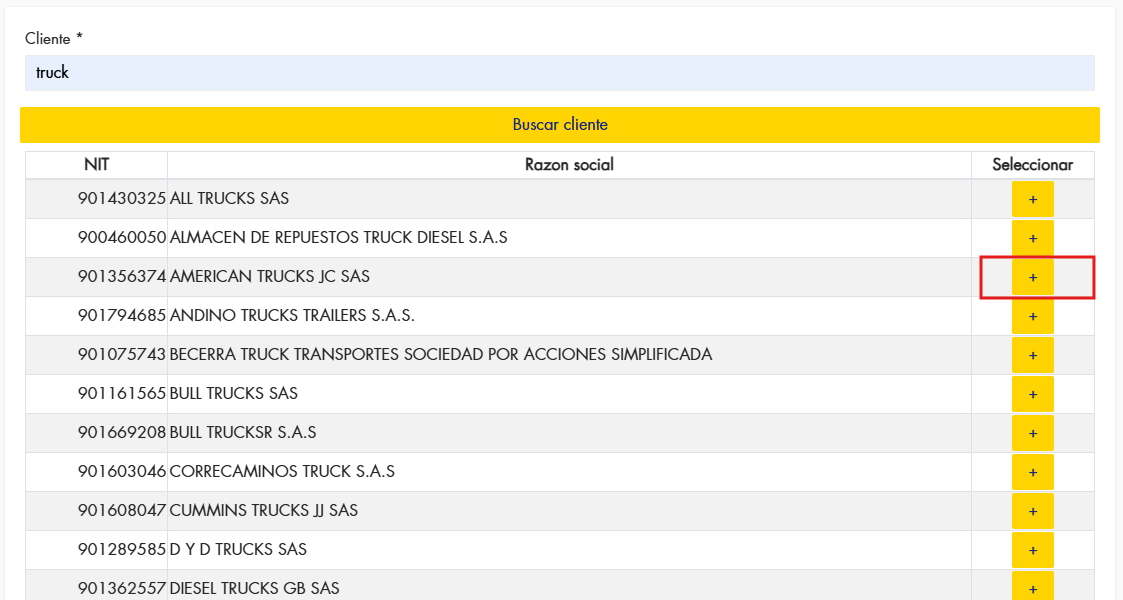 Cliente *
truck
Buscar cliente
NIT Razon social Seleccionar
901430325 ALL TRUCKS SAS +
900460050 ALMACEN DE REPUESTOS TRUCK DIESEL S.A.S +
901356374 AMERICAN TRUCKS JC SAS +
901794685 ANDINO TRUCKS TRAILERS S.A.S. +
901075743 BECERRA TRUCK TRANSPORTES SOCIEDAD POR ACCIONES SIMPLIFICADA +
901161565 BULL TRUCKS SAS +
901669208 BULL TRUCKSR S.A.S +
901603046 CORRECAMINOS TRUCK S.A.S +
901608047 CUMMINS TRUCKS JJ SAS +
901289585 D Y D TRUCKS SAS +
901362557 DIESEL TRUCKS GB SAS +